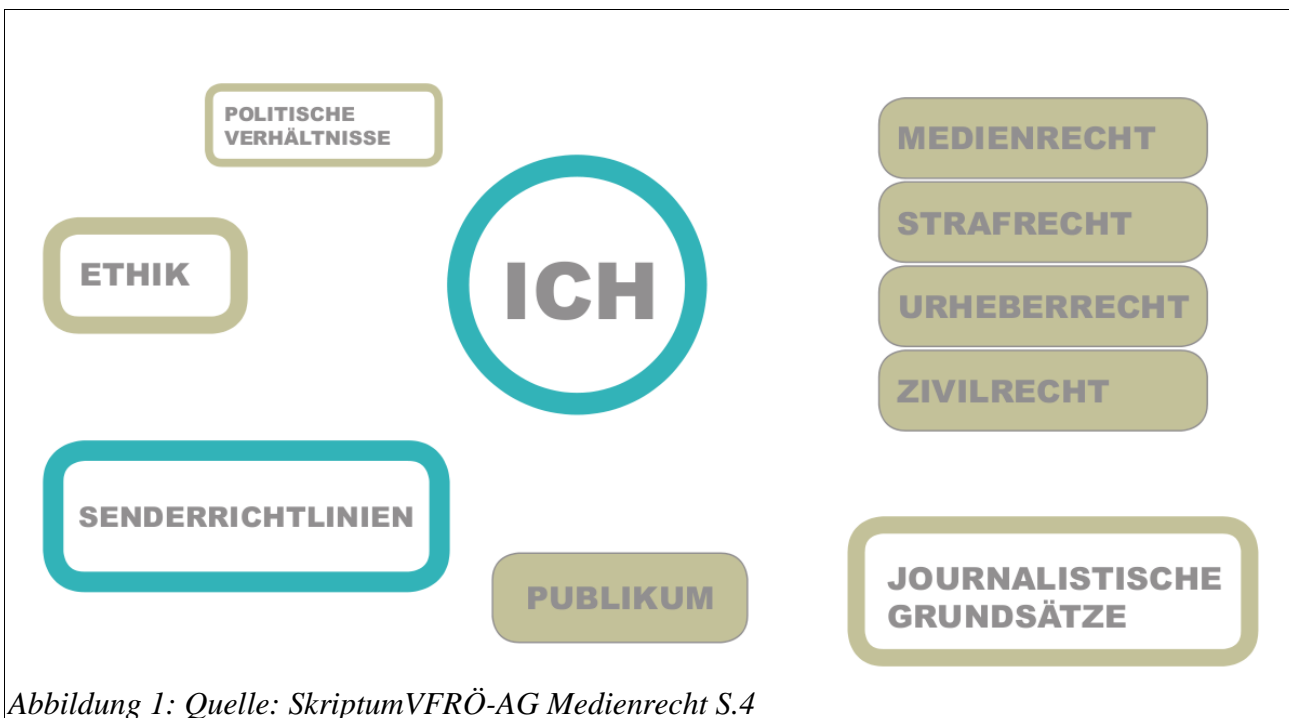 POLITISCHE
VERHÄLTNISSE
ETHIK
ICH
MEDIENRECHT
STRAFRECHT
URHEBERRECHT
ZIVILRECHT
SENDERRICHTLINIEN
PUBLIKUM
JOURNALISTISCHE
GRUNDSÄTZE
Abbildung 1: Quelle: SkriptumVFRÖ-AG Medienrecht S.4